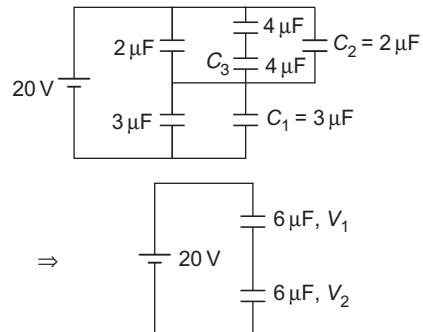 4 μF
2 μF
C₂ = 2 μF
C₃
4 μF
20 V
3 μF
C₁ = 3 μF
6 μF, V₁
⇒
20 V
6 μF, V₂